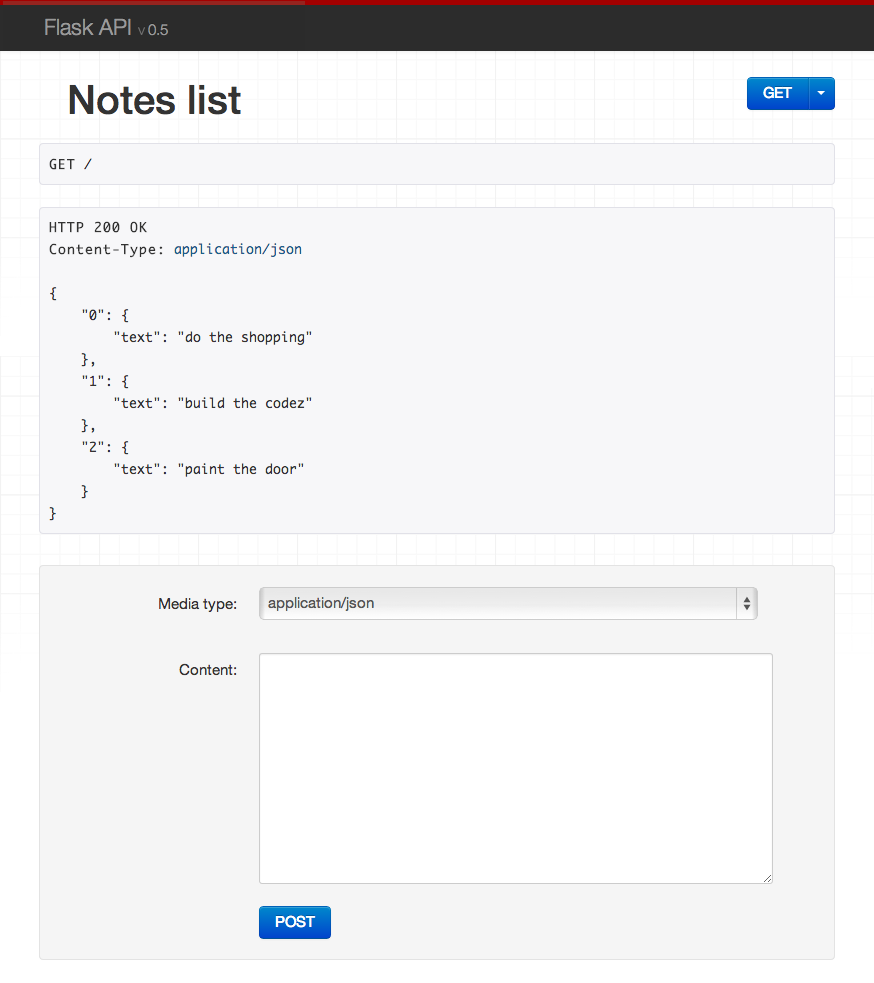 Flask API v 0.5
Notes list
GET
GET /
HTTP 200 OK
Content-Type: application/json
{
    "0": {
        "text": "do the shopping"
    },
    "1": {
        "text": "build the codez"
    },
    "2": {
        "text": "paint the door"
    }
}
Media type: application/json
Content:
POST